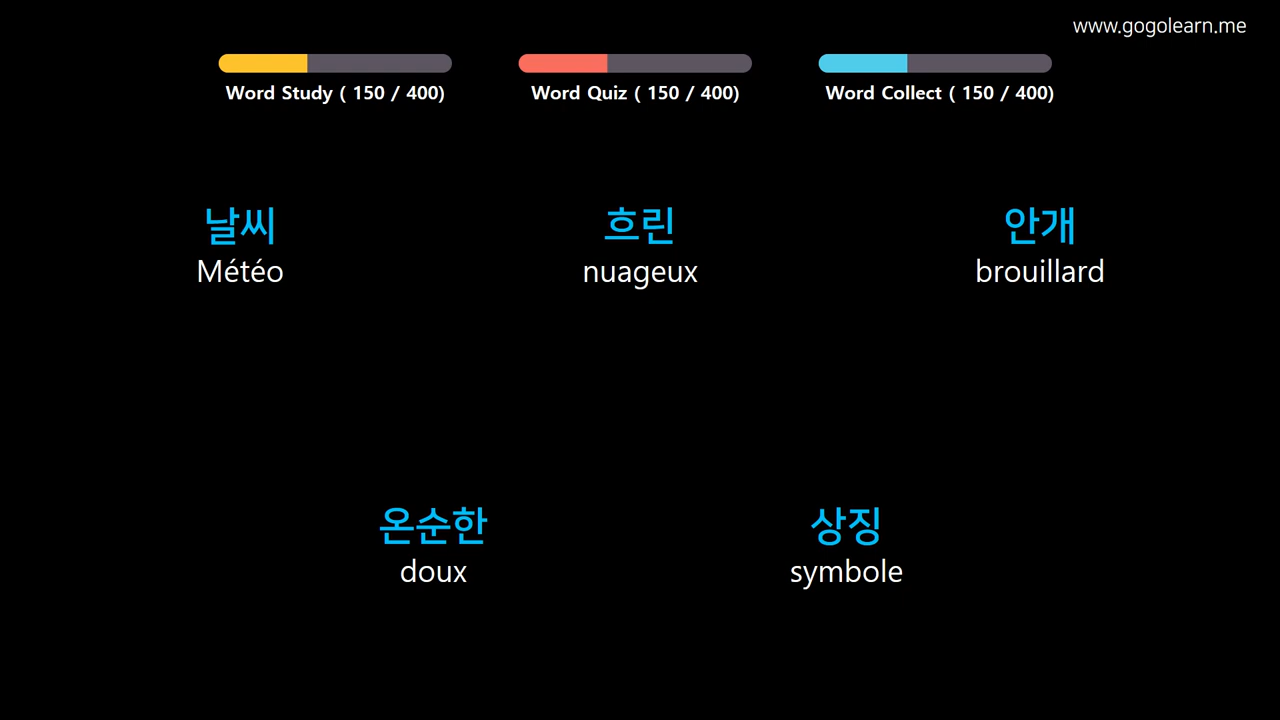 www.gogolearn.me
Word Study ( 150 / 400)
Word Quiz ( 150 / 400)
Word Collect ( 150 / 400)
날씨
Météo
흐린
nuageux
안개
brouillard
온순한
doux
상징
symbole